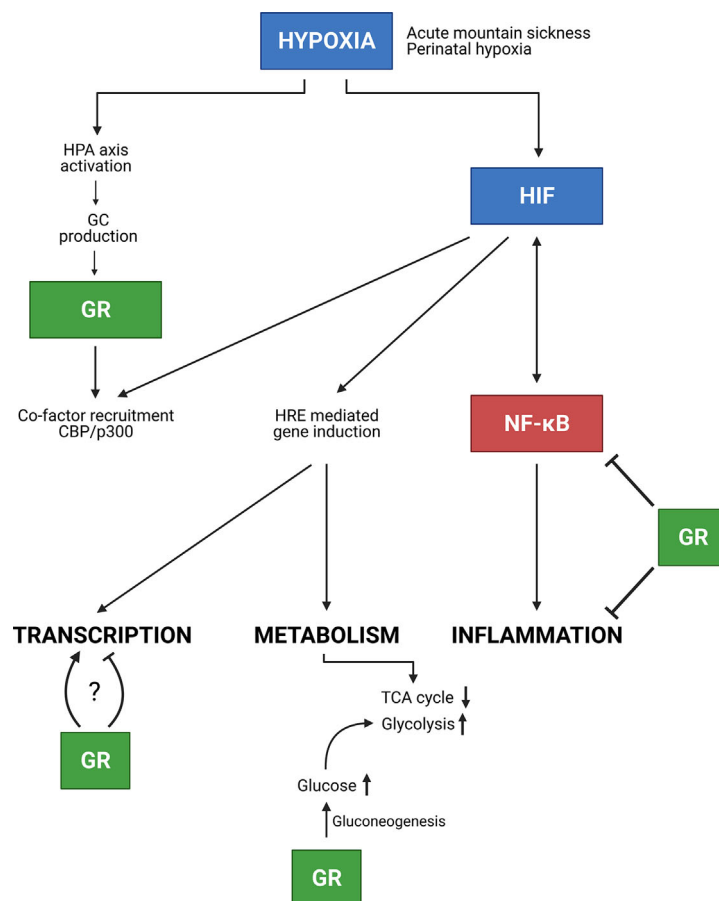 HYPOXIA
Acute mountain sickness
Perinatal hypoxia
HPA axis
activation
HIF
GC
production
GR
Co-factor recruitment
CBP/p300
HRE mediated
gene induction
NF-κB
GR
TRANSCRIPTION
METABOLISM
INFLAMMATION
?
TCA cycle
Glycolysis
GR
Glucose
Gluconeogenesis
GR